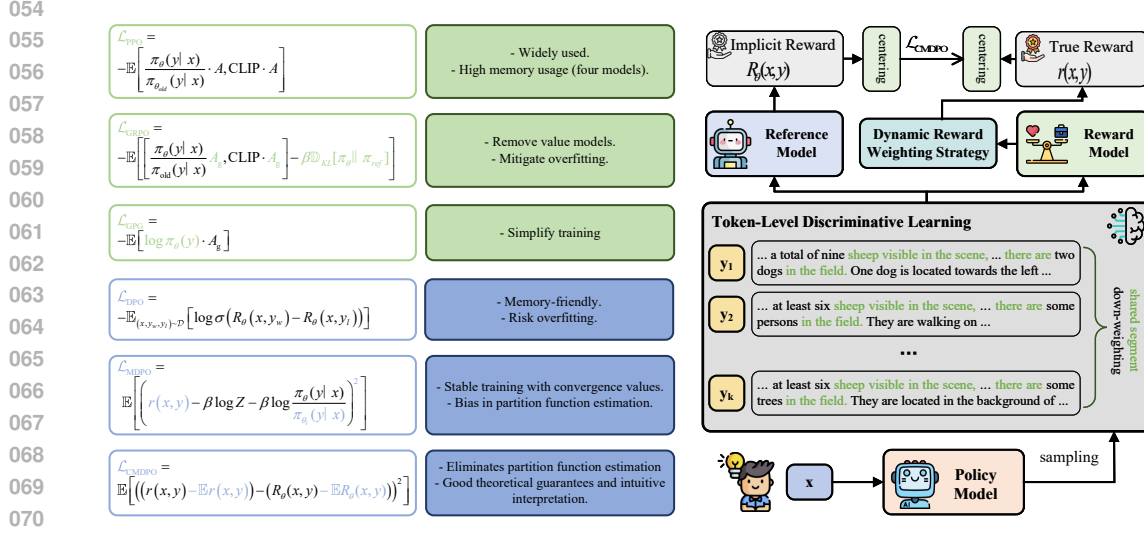 054
055
056
057
058
059
060
061
062
063
064
065
066
067
068
069
070
ℒ_PPO =
−𝔼[π_θ(y| x) / π_θ_old(y| x) · A, CLIP · A]
- Widely used.
- High memory usage (four models).
ℒ_GRPO =
−𝔼[[π_θ(y| x) / π_old(y| x) A_g, CLIP · A_g] − β𝔻_KL[π_θ || π_ref]]
- Remove value models.
- Mitigate overfitting.
ℒ_GPO =
−𝔼[log π_θ(y) · A_g]
- Simplify training
ℒ_DPO =
−𝔼_(x,y_w,y_l)~𝒟[log σ(R_θ(x, y_w) − R_θ(x, y_l))]
- Memory-friendly.
- Risk overfitting.
ℒ_MDPO =
𝔼[(r(x, y) − β log Z − β log π_θ(y| x) / π_θ_t(y| x))^2]
- Stable training with convergence values.
- Bias in partition function estimation.
ℒ_CMDPO =
𝔼[((r(x, y) − 𝔼r(x, y)) − (R_θ(x, y) − 𝔼R_θ(x, y)))^2]
- Eliminates partition function estimation
- Good theoretical guarantees and intuitive
interpretation.
Implicit Reward
R_θ(x,y)
centering
ℒ_CMDPO
centering
True Reward
r(x,y)
Reference
Model
Dynamic Reward
Weighting Strategy
Reward
Model
Token-Level Discriminative Learning
y₁
... a total of nine sheep visible in the scene, ... there are two
dogs in the field. One dog is located towards the left ...
y₂
... at least six sheep visible in the scene, ... there are some
persons in the field. They are walking on ...
...
y_k
... at least six sheep visible in the scene, ... there are some
trees in the field. They are located in the background of ...
shared segment
down-weighting
sampling
x
Policy
Model
AI